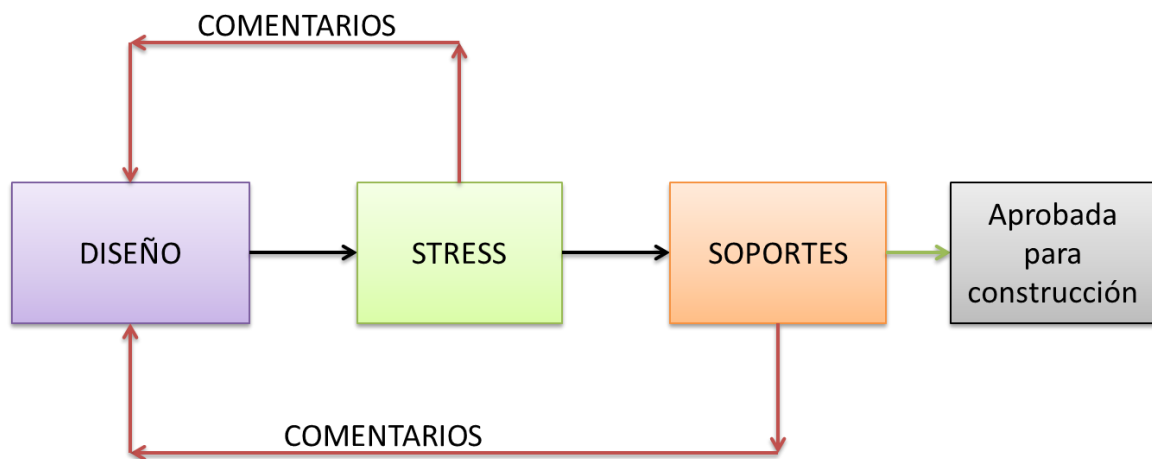 COMENTARIOS
DISEÑO
STRESS
SOPORTES
Aprobada
para
construcción
COMENTARIOS